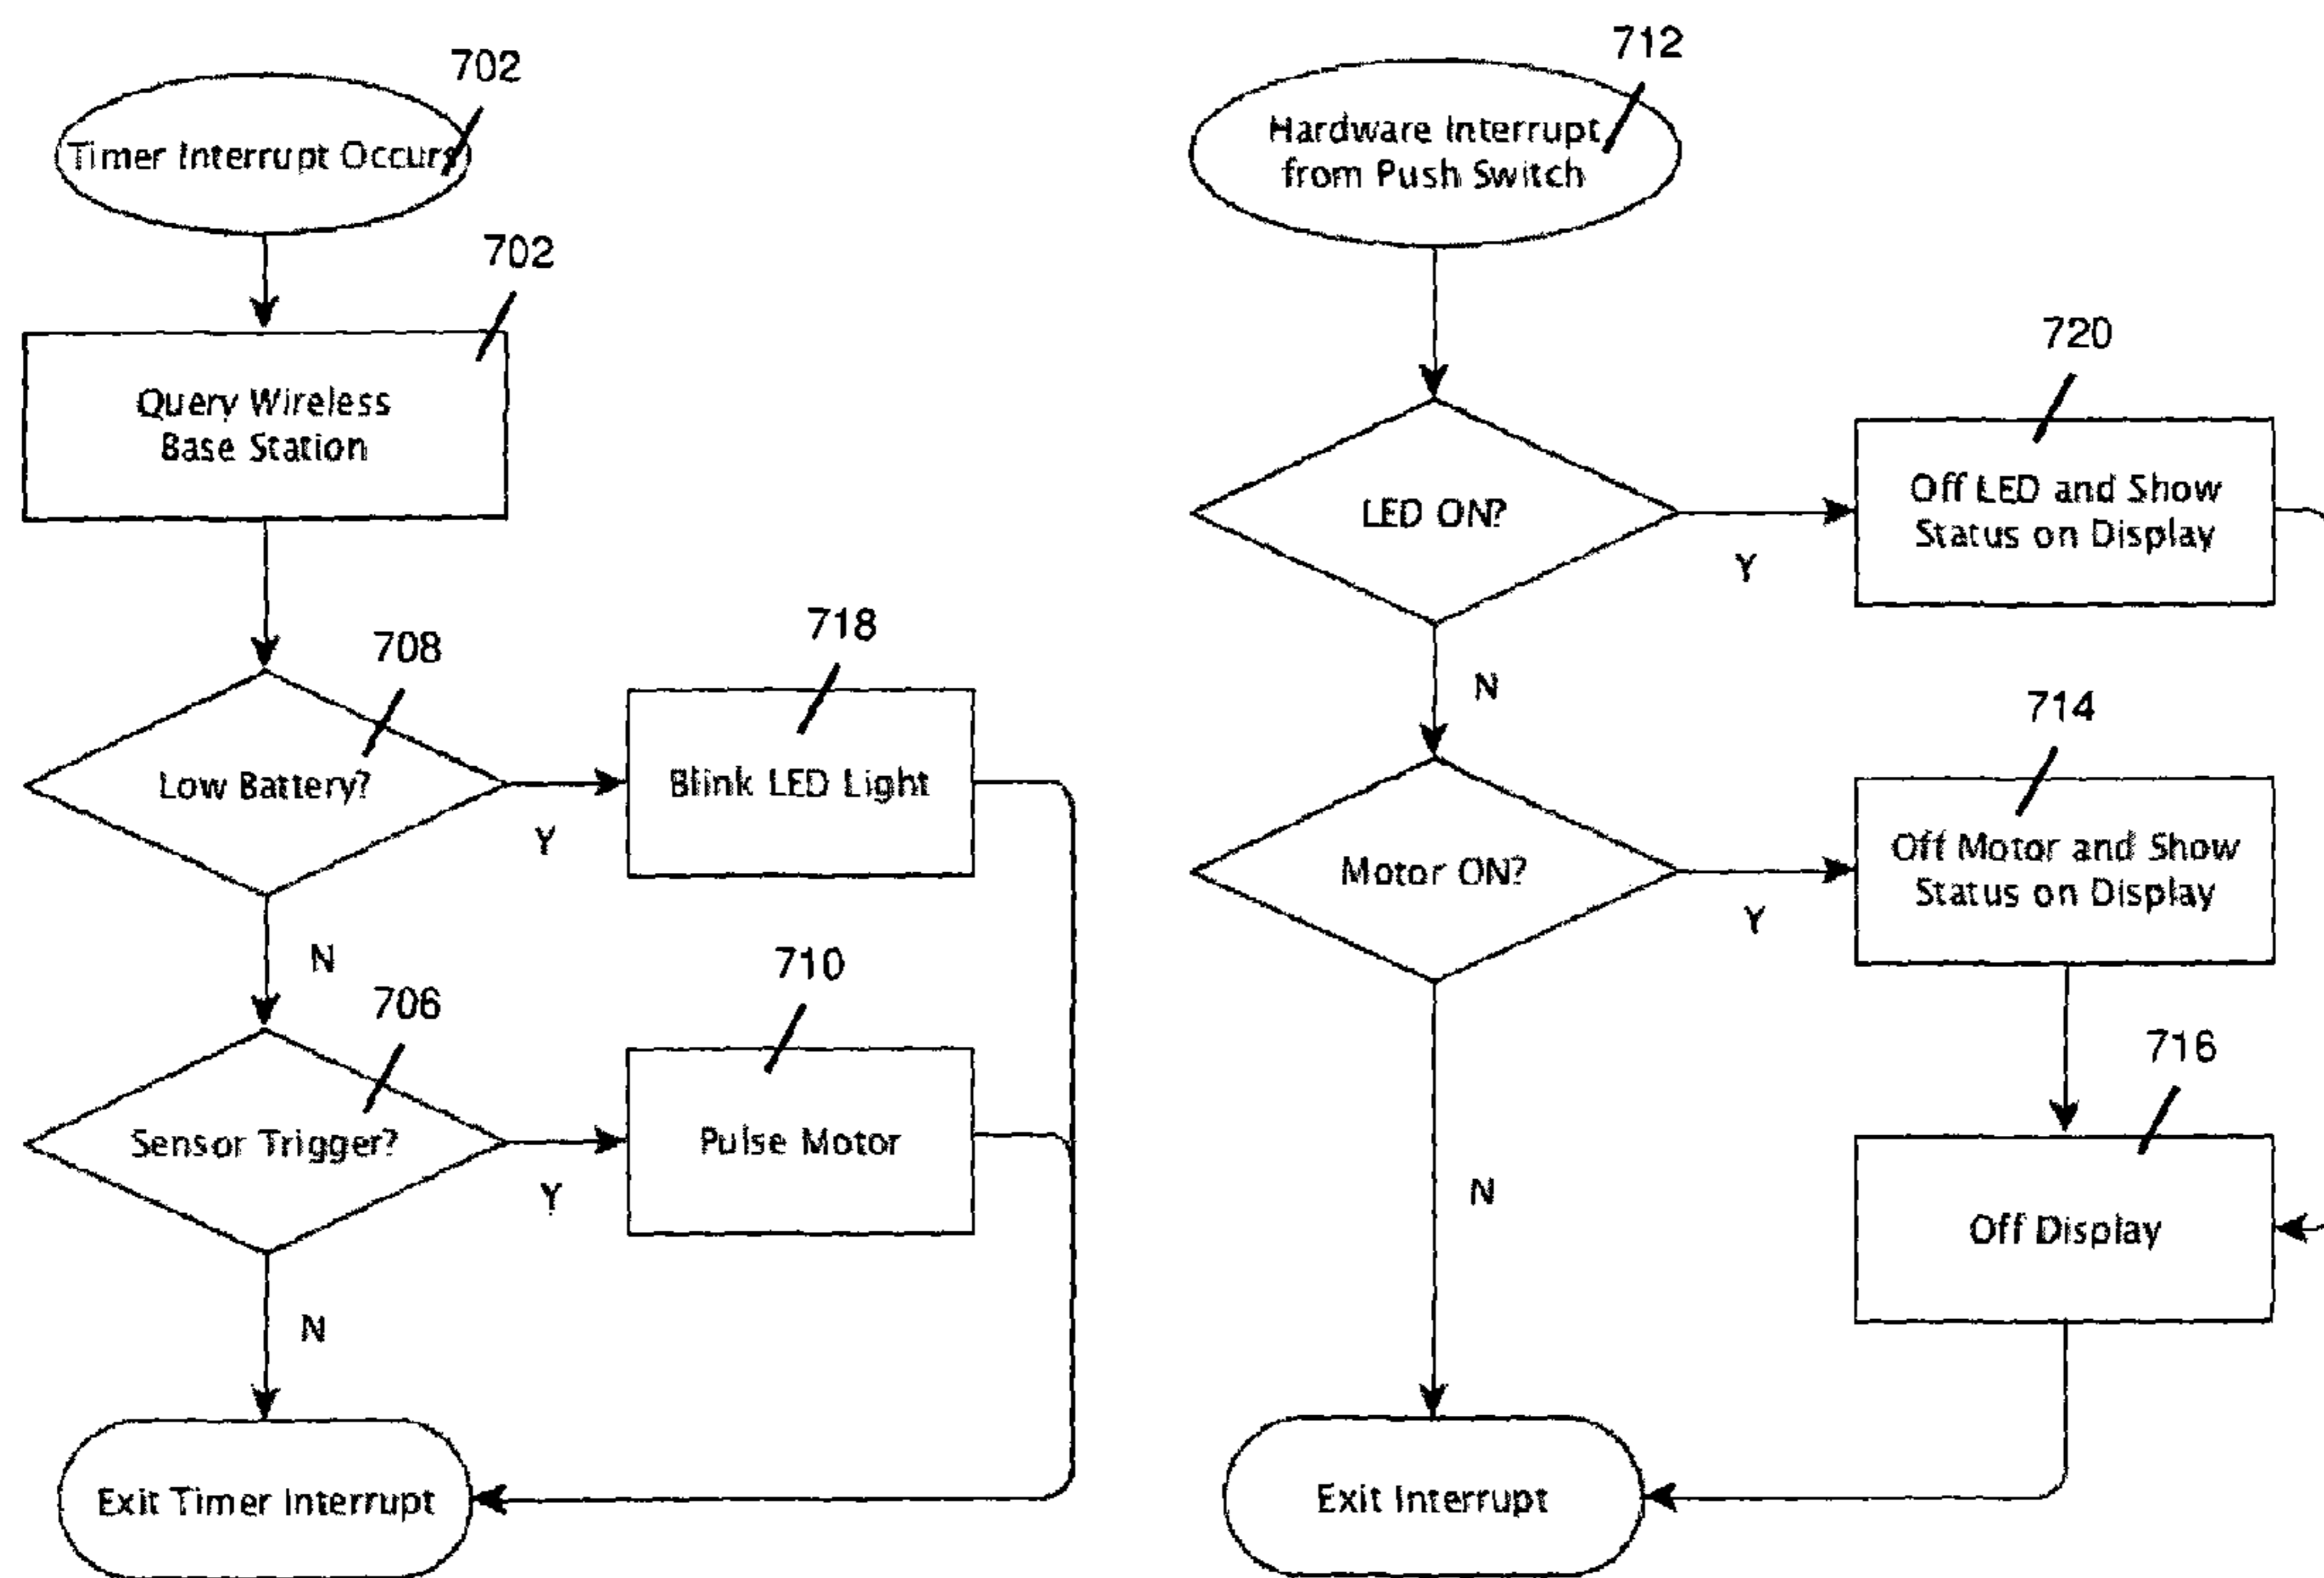 702
Timer Interrupt Occurs
702
Query Wireless
Base Station
708
Low Battery?
Y
718
Blink LED Light
N
706
Sensor Trigger?
Y
710
Pulse Motor
N
Exit Timer Interrupt
712
Hardware Interrupt
from Push Switch
LED ON?
Y
720
Off LED and Show
Status on Display
N
Motor ON?
Y
714
Off Motor and Show
Status on Display
716
Off Display
N
Exit Interrupt